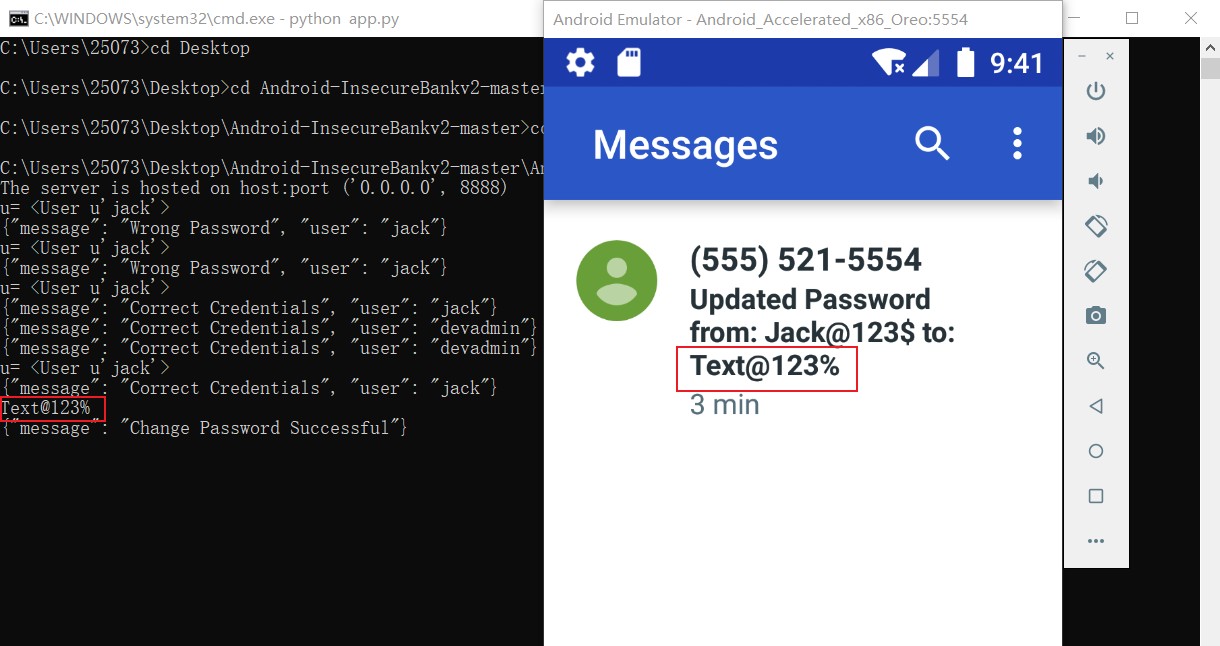 C:\WINDOWS\system32\cmd.exe - python  app.py
C:\Users\25073>cd Desktop
C:\Users\25073\Desktop>cd Android-InsecureBankv2-master
C:\Users\25073\Desktop\Android-InsecureBankv2-master>cd
C:\Users\25073\Desktop\Android-InsecureBankv2-master\An
The server is hosted on host:port ('0.0.0.0', 8888)
u= <User u'jack'>
{"message": "Wrong Password", "user": "jack"}
u= <User u'jack'>
{"message": "Wrong Password", "user": "jack"}
u= <User u'jack'>
{"message": "Correct Credentials", "user": "jack"}
{"message": "Correct Credentials", "user": "devadmin"}
{"message": "Correct Credentials", "user": "devadmin"}
u= <User u'jack'>
{"message": "Correct Credentials", "user": "jack"}
Text@123%
{"message": "Change Password Successful"}
Android Emulator - Android_Accelerated_x86_Oreo:5554
9:41
Messages
(555) 521-5554
Updated Password
from: Jack@123$ to:
Text@123%
3 min